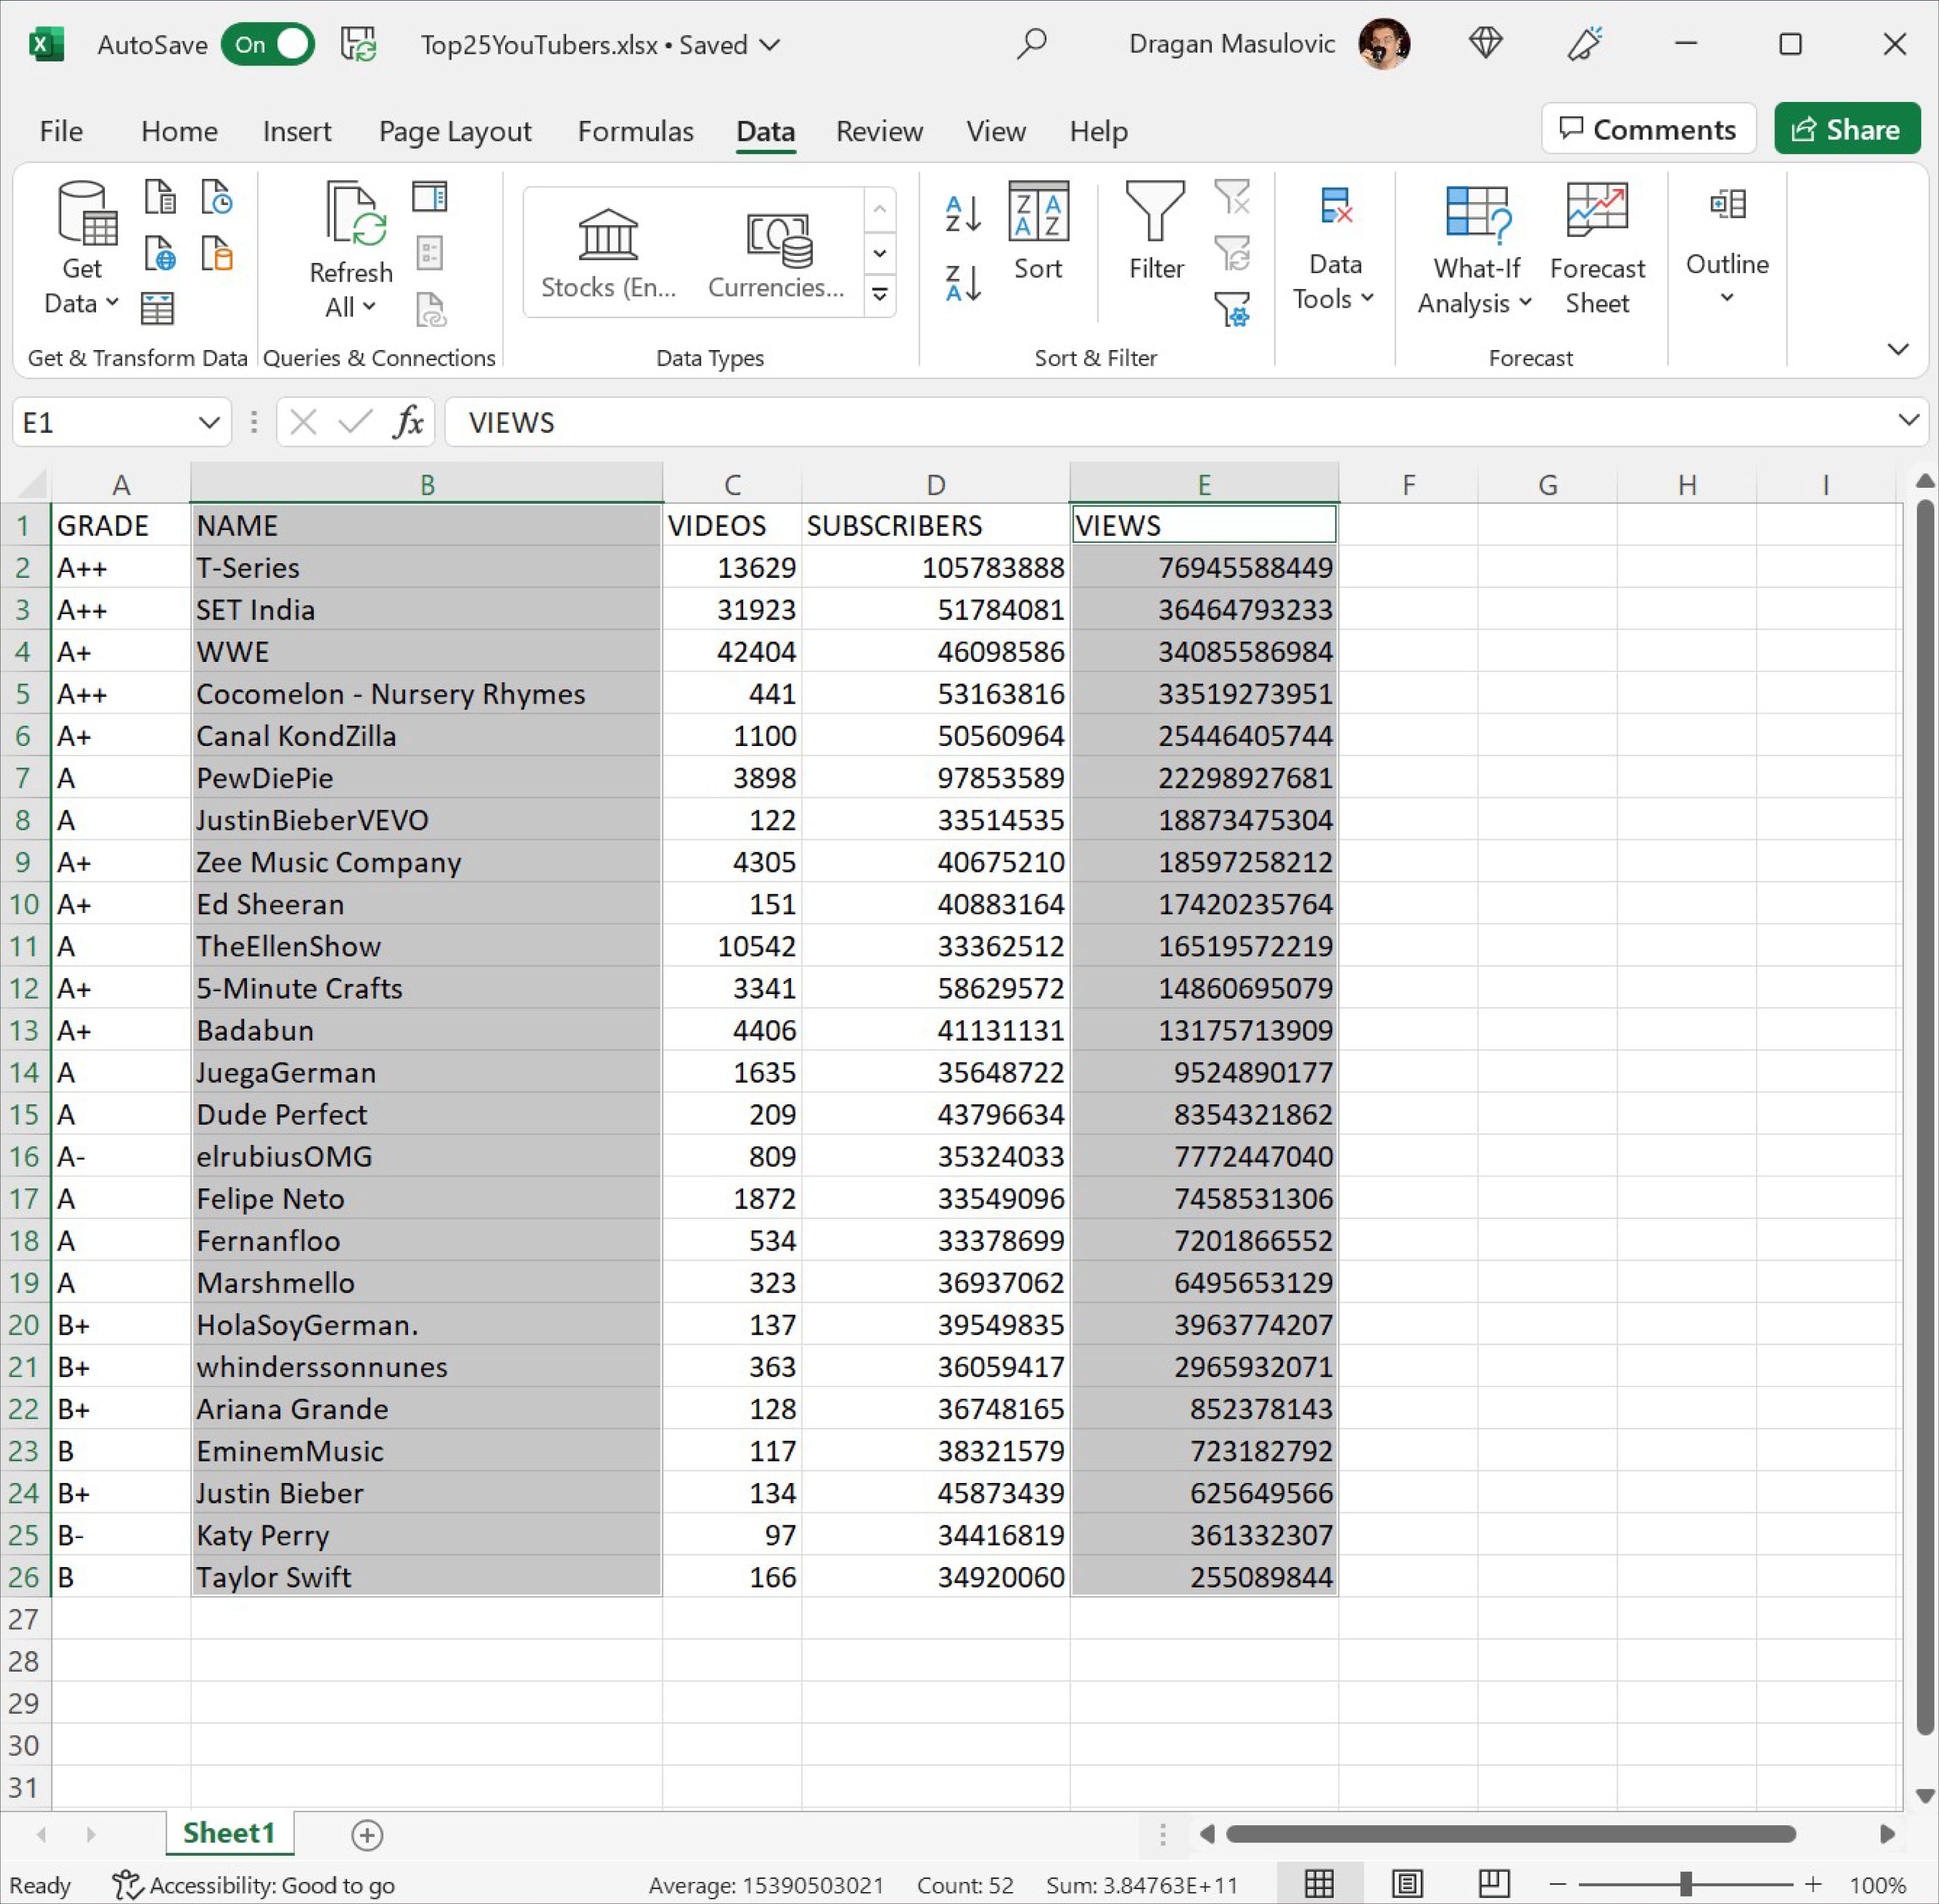 AutoSave On Top25YouTubers.xlsx • Saved Dragan Masulovic
File Home Insert Page Layout Formulas Data Review View Help Comments Share
Get Data Refresh All Stocks (En... Currencies... Sort Filter Data Tools What-If Analysis Forecast Sheet Outline
Get & Transform Data Queries & Connections Data Types Sort & Filter Forecast
E1 fx VIEWS
A B C D E F G H I
1 GRADE NAME VIDEOS SUBSCRIBERS VIEWS
2 A++ T-Series 13629 105783888 76945588449
3 A++ SET India 31923 51784081 36464793233
4 A+ WWE 42404 46098586 34085586984
5 A++ Cocomelon - Nursery Rhymes 441 53163816 33519273951
6 A+ Canal KondZilla 1100 50560964 25446405744
7 A PewDiePie 3898 97853589 22298927681
8 A JustinBieberVEVO 122 33514535 18873475304
9 A+ Zee Music Company 4305 40675210 18597258212
10 A+ Ed Sheeran 151 40883164 17420235764
11 A TheEllenShow 10542 33362512 16519572219
12 A+ 5-Minute Crafts 3341 58629572 14860695079
13 A+ Badabun 4406 41131131 13175713909
14 A JuegaGerman 1635 35648722 9524890177
15 A Dude Perfect 209 43796634 8354321862
16 A- elrubiusOMG 809 35324033 7772447040
17 A Felipe Neto 1872 33549096 7458531306
18 A Fernanfloo 534 33378699 7201866552
19 A Marshmello 323 36937062 6495653129
20 B+ HolaSoyGerman. 137 39549835 3963774207
21 B+ whinderssonnunes 363 36059417 2965932071
22 B+ Ariana Grande 128 36748165 852378143
23 B EminemMusic 117 38321579 723182792
24 B+ Justin Bieber 134 45873439 625649566
25 B- Katy Perry 97 34416819 361332307
26 B Taylor Swift 166 34920060 255089844
27
28
29
30
31
Sheet1
Ready Accessibility: Good to go Average: 15390503021 Count: 52 Sum: 3.84763E+11 100%